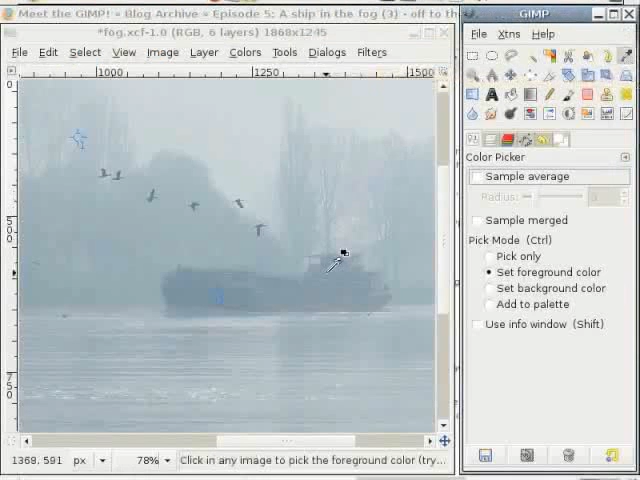 Meet the GIMP! » Blog Archive » Episode 5: A ship in the fog (3) - off to th
GIMP
*fog.xcf-1.0 (RGB, 6 layers) 1868x1245
File Edit Select View Image Layer Colors Tools Dialogs Filters
File Xtns Help
1000 1250 1500
0
500
750
Color Picker
Sample average
Radius: 3
Sample merged
Pick Mode (Ctrl)
Pick only
Set foreground color
Set background color
Add to palette
Use info window (Shift)
1369, 591 px 78% Click in any image to pick the foreground color (try...